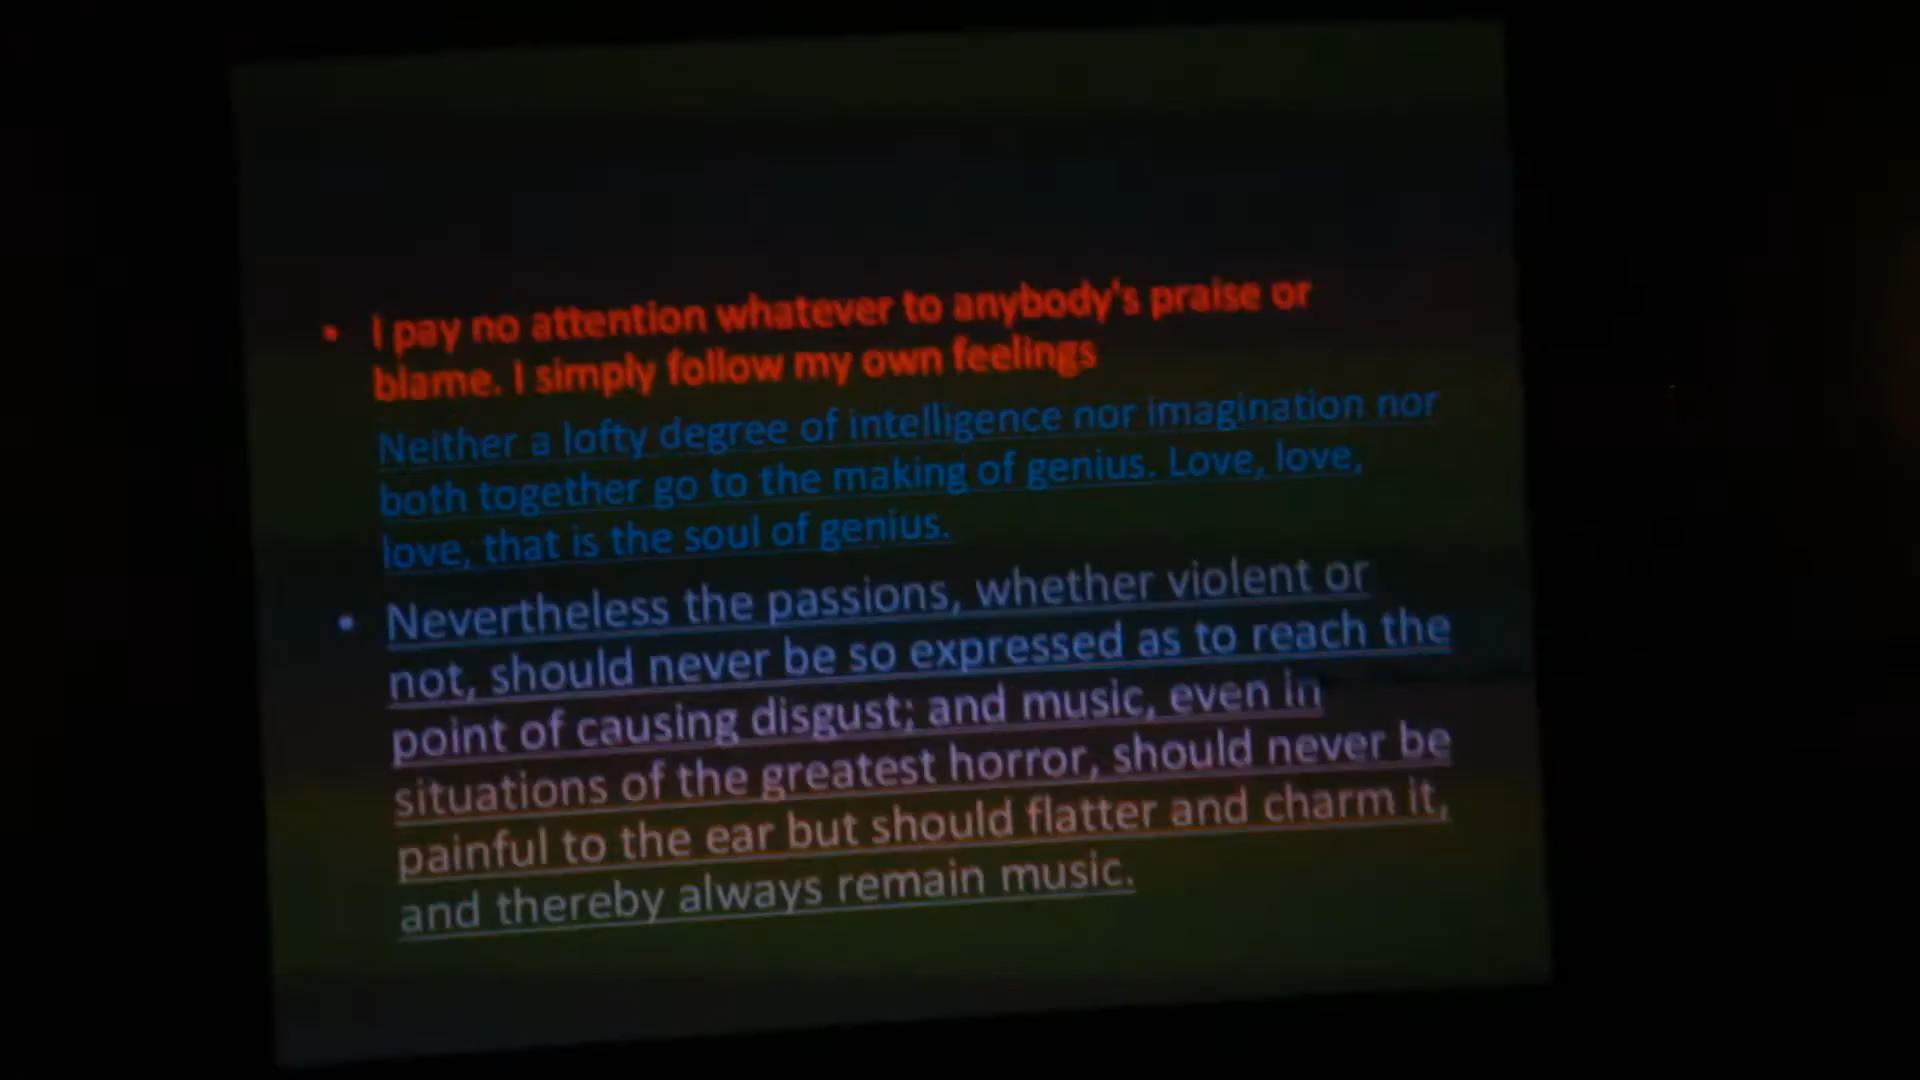 • I pay no attention whatever to anybody's praise or
blame. I simply follow my own feelings
Neither a lofty degree of intelligence nor imagination nor
both together go to the making of genius. Love, love,
love, that is the soul of genius.
• Nevertheless the passions, whether violent or
not, should never be so expressed as to reach the
point of causing disgust; and music, even in
situations of the greatest horror, should never be
painful to the ear but should flatter and charm it,
and thereby always remain music.